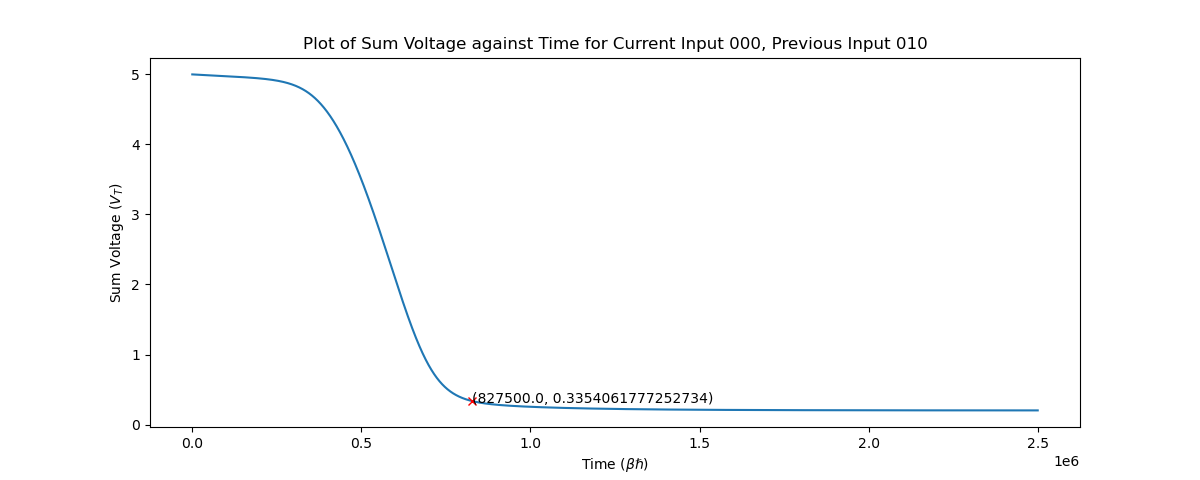 Plot of Sum Voltage against Time for Current Input 000, Previous Input 010
5
4
3
2
1
0
Sum Voltage (V_T)
(827500.0, 0.3354061777252734)
0.0 0.5 1.0 1.5 2.0 2.5
1e6
Time (βℏ)